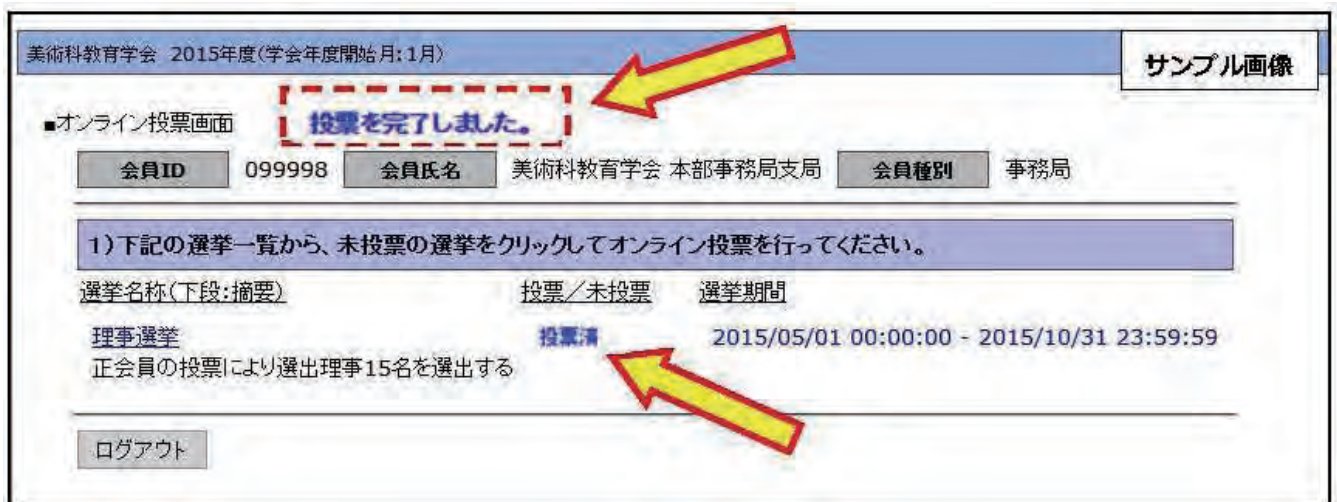 美術科教育学会 2015年度(学会年度開始月:1月)
サンプル画像
■オンライン投票画面 投票を完了しました。
会員ID 099998 会員氏名 美術科教育学会 本部事務局支局 会員種別 事務局
1)下記の選挙一覧から、未投票の選挙をクリックしてオンライン投票を行ってください。
選挙名称(下段:摘要) 投票/未投票 選挙期間
理事選挙 投票済 2015/05/01 00:00:00 - 2015/10/31 23:59:59
正会員の投票により選出理事15名を選出する
ログアウト